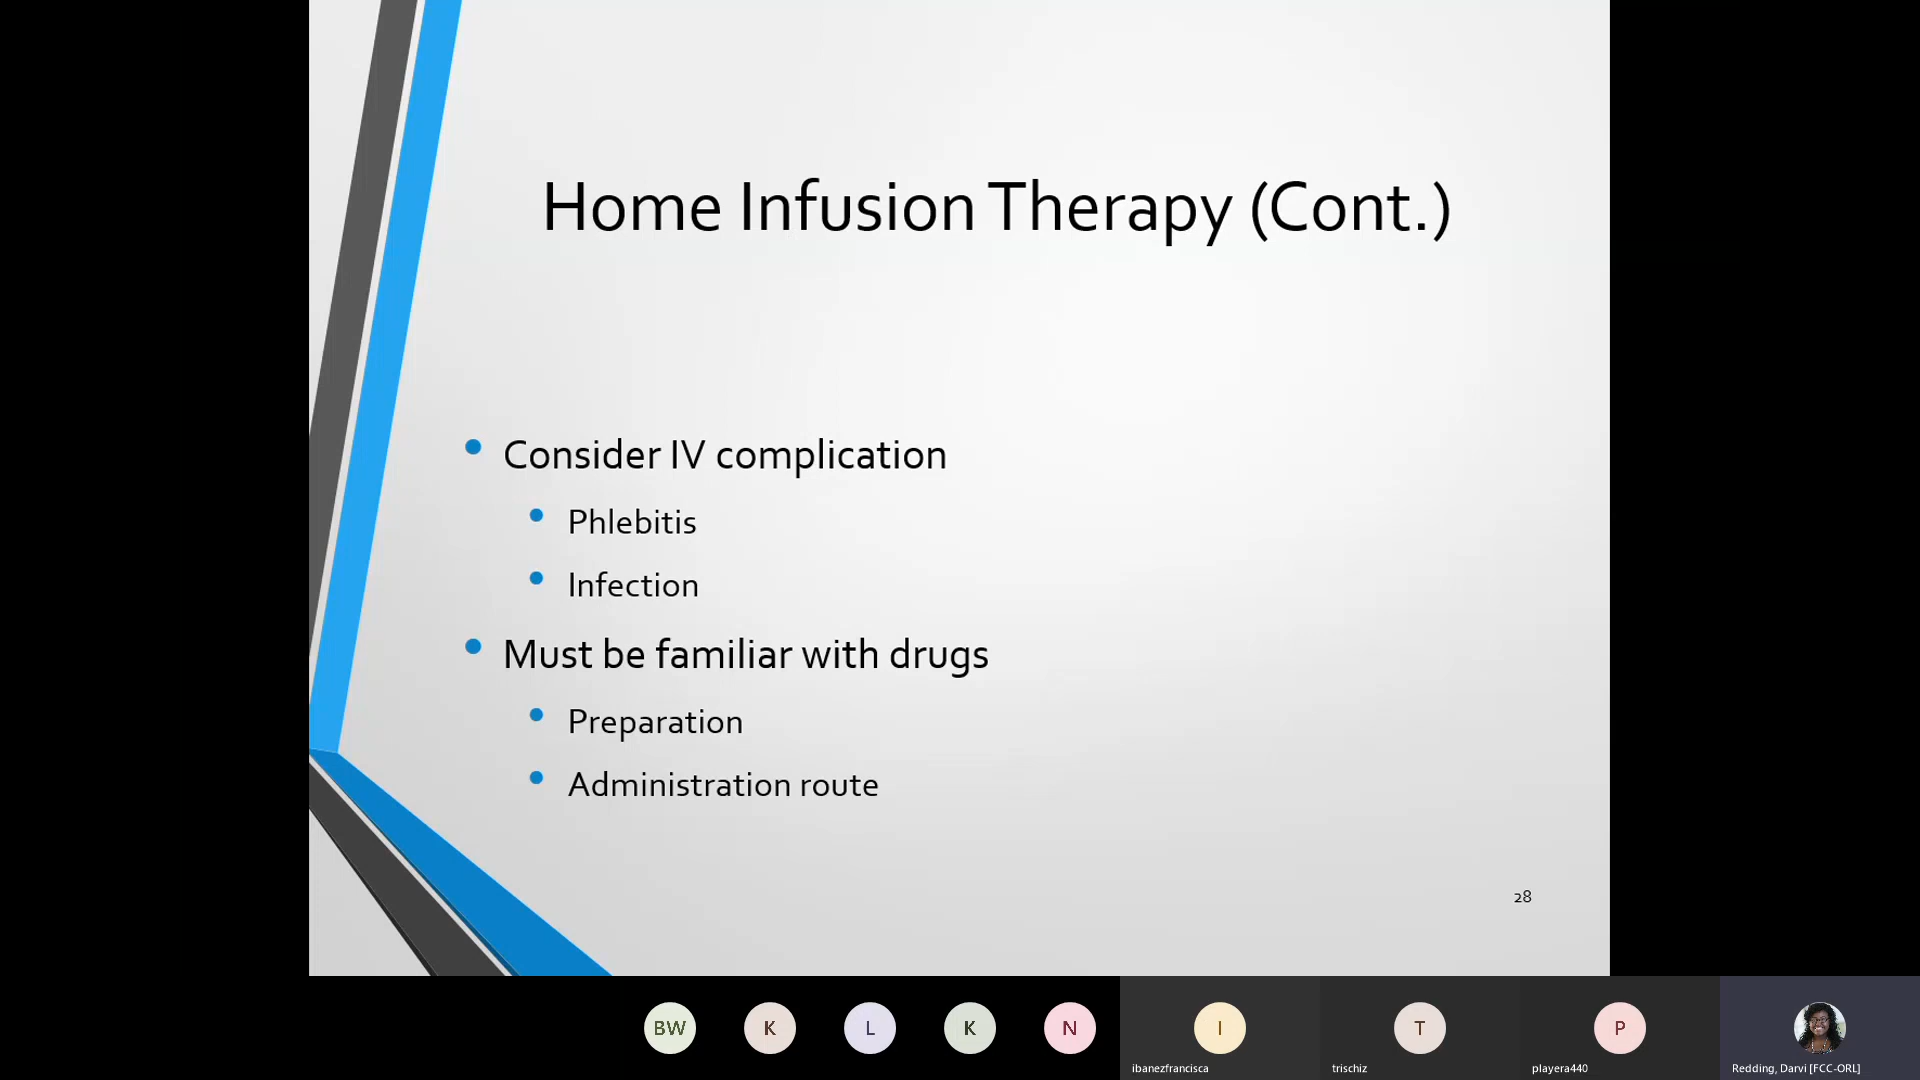 Home Infusion Therapy (Cont.)
Consider IV complication
Phlebitis
Infection
Must be familiar with drugs
Preparation
Administration route
28
BW
K
L
K
N
I
T
P
ibanezfrancisca
trischiz
playera440
Redding, Darvi [FCC-ORL]